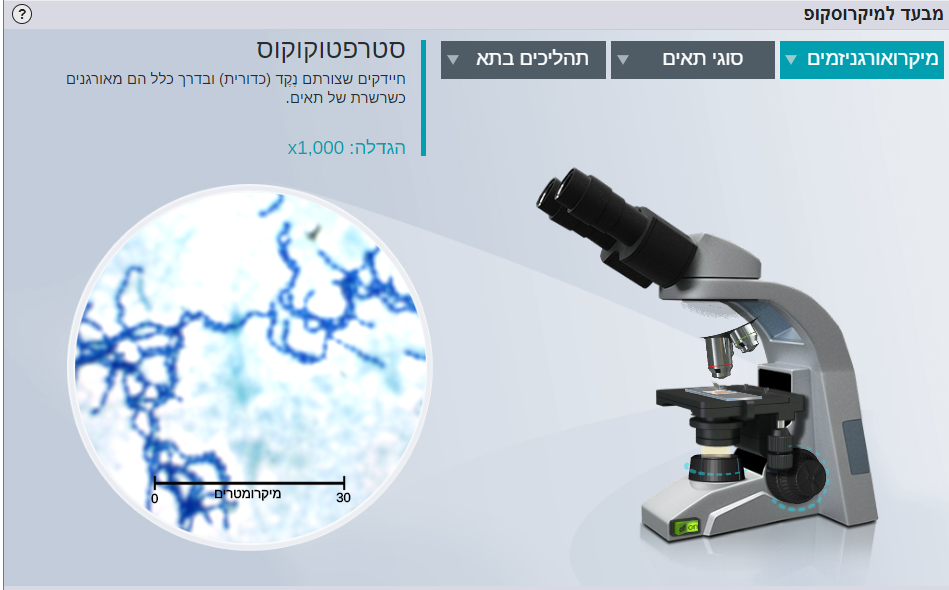 מבעד למיקרוסקופ
?
מיקרואורגניזמים
סוגי תאים
תהליכים בתא
סטרפטוקוקוס
חיידקים שצורתם נֶקֶד (כדורית) ובדרך כלל הם מאורגנים
כשרשרת של תאים.
הגדלה: x1,000
מיקרומטרים
0
30
on